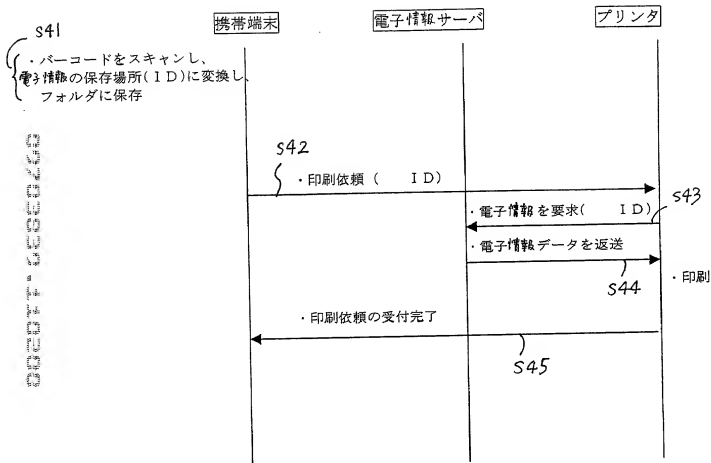 携帯端末
電子情報サーバ
プリンタ
S41
・バーコードをスキャンし、
電子情報の保存場所(ID)に変換し、
フォルダに保存
S42
・印刷依頼( ID)
・電子情報を要求( ID)
S43
・電子情報データを返送
S44
・印刷
・印刷依頼の受付完了
S45